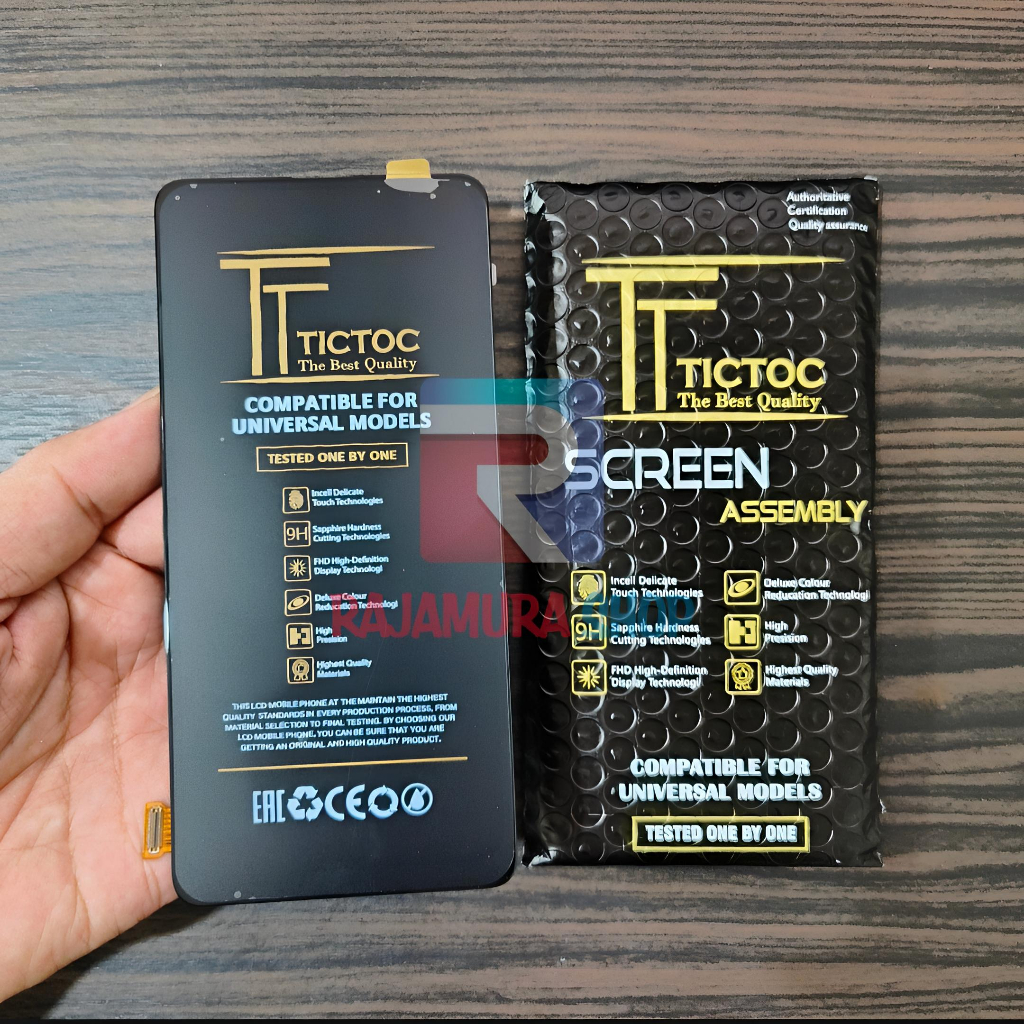 TT
TICTOC
The Best Quality
COMPATIBLE FOR
UNIVERSAL MODELS
TESTED ONE BY ONE
Incell Delicate
Touch Technologies
9H
Sapphire Hardness
Cutting Technologies
FHD High-Definition
Display Technologi
Deluxe Colour
Reducation Technologi
High
Presision
Highest Quality
Materials
THIS LCD MOBILE PHONE AT THE MAINTAIN THE HIGHEST
QUALITY STANDARDS IN EVERY PRODUCTION PROCESS, FROM
MATERIAL SELECTION TO FINAL TESTING. BY CHOOSING OUR
LCD MOBILE PHONE, YOU CAN BE SURE THAT YOU ARE
GETTING AN ORIGINAL AND HIGH QUALITY PRODUCT.
EAC CE
Authoritative
Certification
Quality assurance
TT
TICTOC
The Best Quality
SCREEN
ASSEMBLY
Incell Delicate
Touch Technologies
9H
Sapphire Hardness
Cutting Technologies
FHD High-Definition
Display Technologi
Deluxe Colour
Reducation Technologi
High
Presision
Highest Quality
Materials
COMPATIBLE FOR
UNIVERSAL MODELS
TESTED ONE BY ONE
R
RAJAMURA SHOP